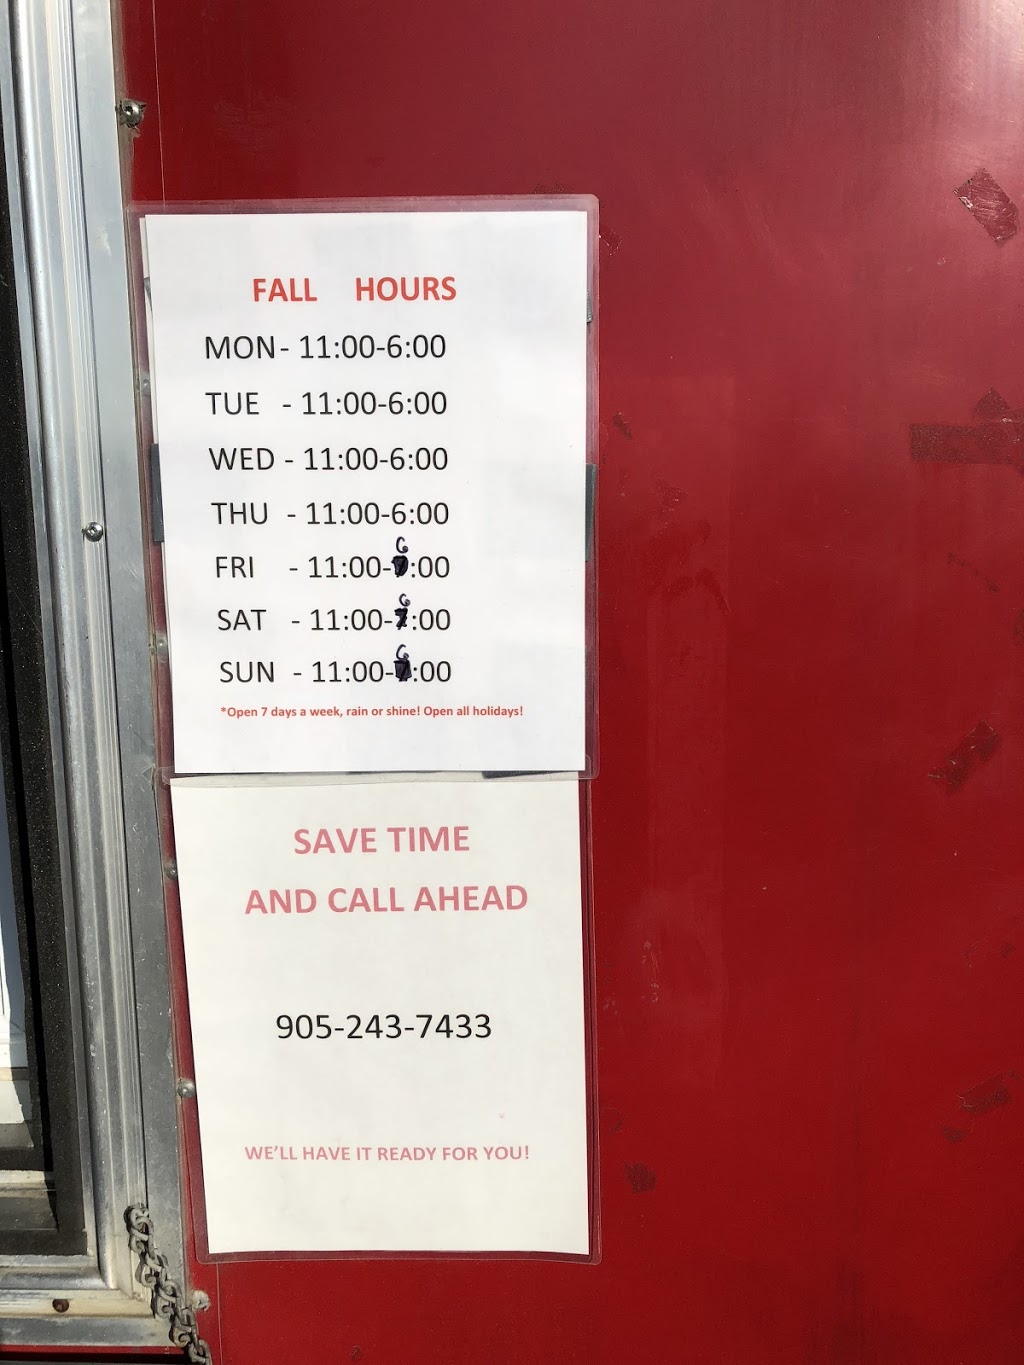 FALL HOURS
MON - 11:00-6:00
TUE - 11:00-6:00
WED - 11:00-6:00
THU - 11:00-6:00
FRI - 11:00-6:00
SAT - 11:00-6:00
SUN - 11:00-6:00
*Open 7 days a week, rain or shine! Open all holidays!
SAVE TIME
AND CALL AHEAD
905-243-7433
WE'LL HAVE IT READY FOR YOU!